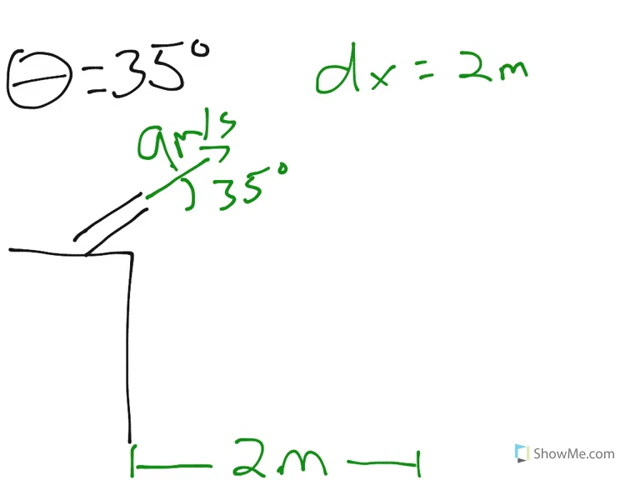 θ = 35°
dx = 2m
9m/s
35°
2m
ShowMe.com